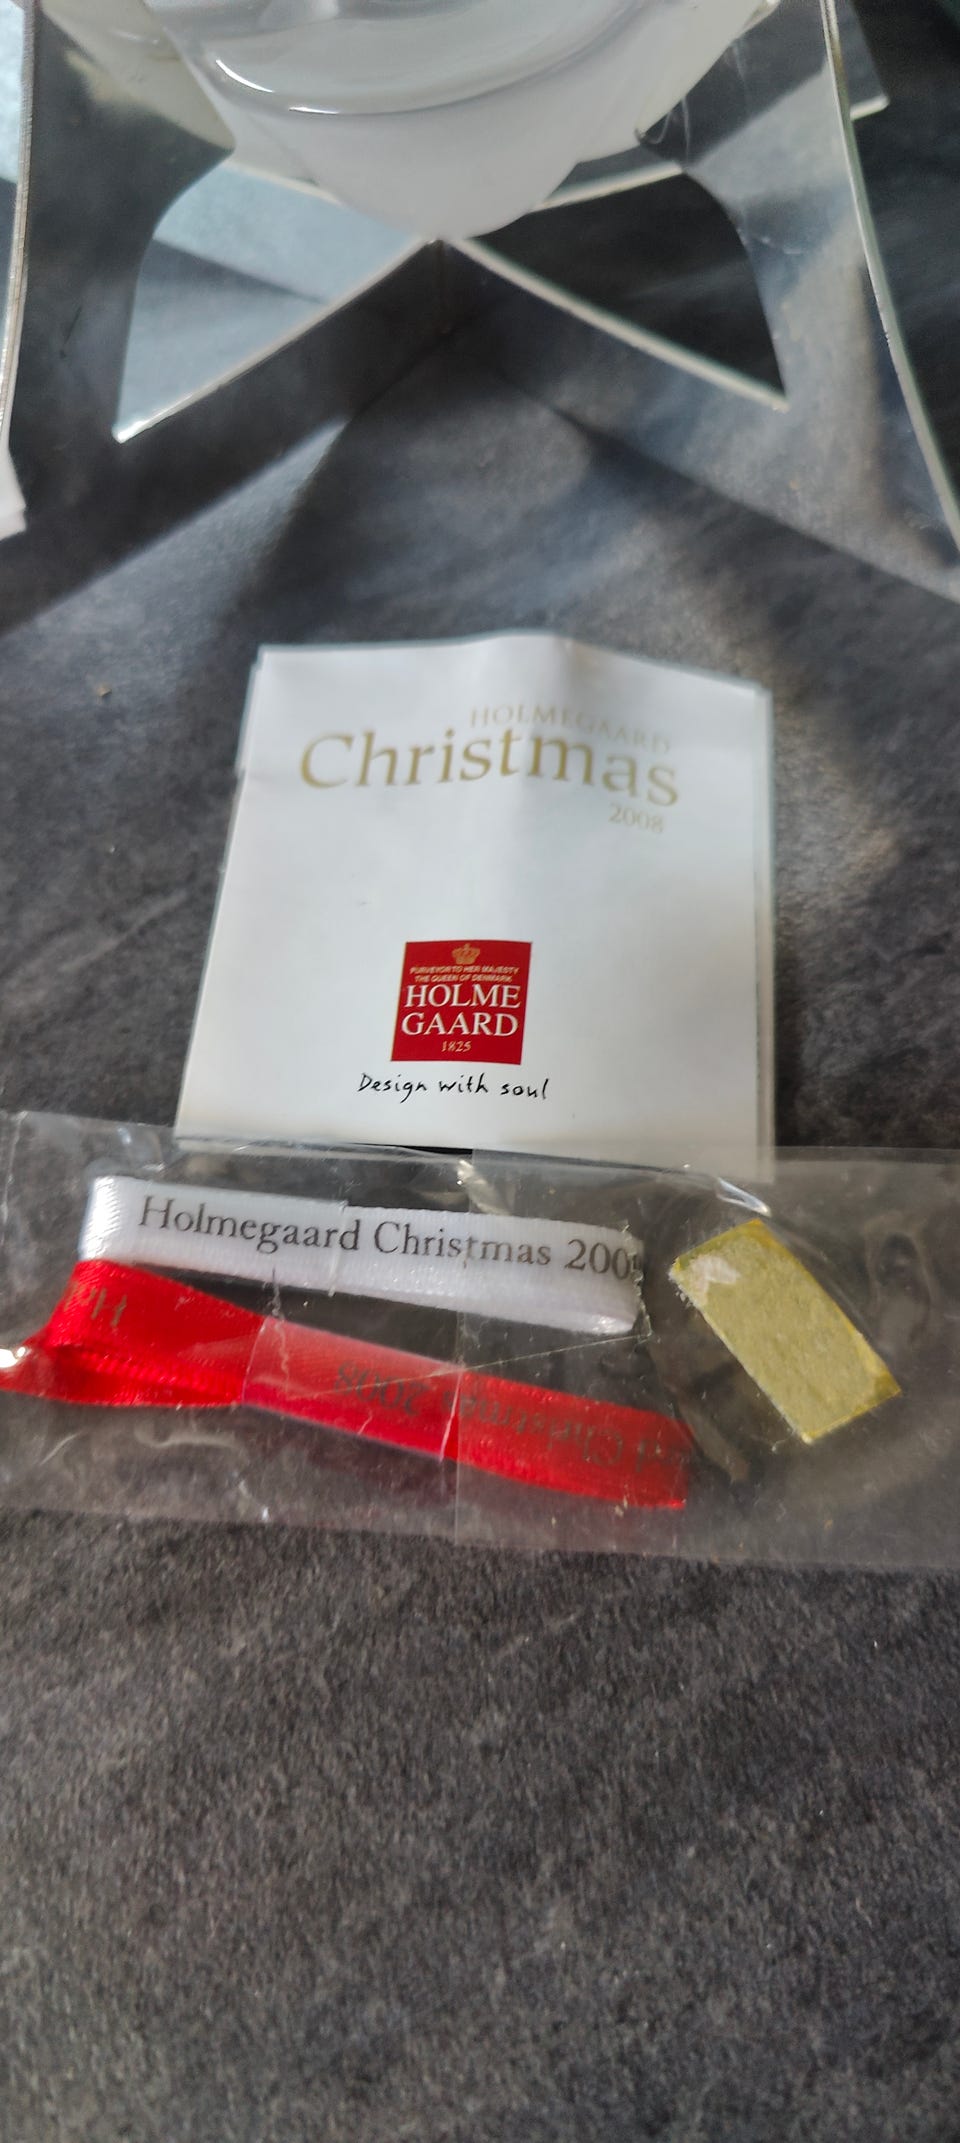 HOLMEGAARD
Christmas
2008
PURVEYOR TO HER MAJESTY
THE QUEEN OF DENMARK
HOLME
GAARD
1825
Design with soul
Holmegaard Christmas 200
Christmas 2008